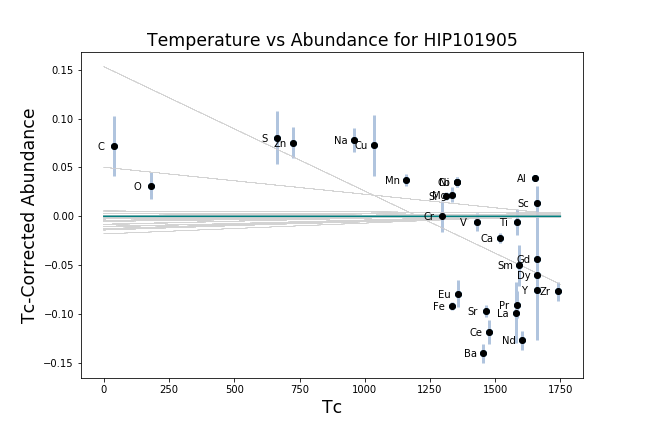 Temperature vs Abundance for HIP101905
Tc-Corrected Abundance
0.15
0.10
0.05
0.00
−0.05
−0.10
−0.15
C
O
S
Zn
Na
Cu
Mn
Al
Sc
Cr
V
Ti
Ca
Gd
Sm
Dy
Y
Zr
Eu
Fe
Sr
Pr
La
Ce
Nd
Ba
0
250
500
750
1000
1250
1500
1750
Tc